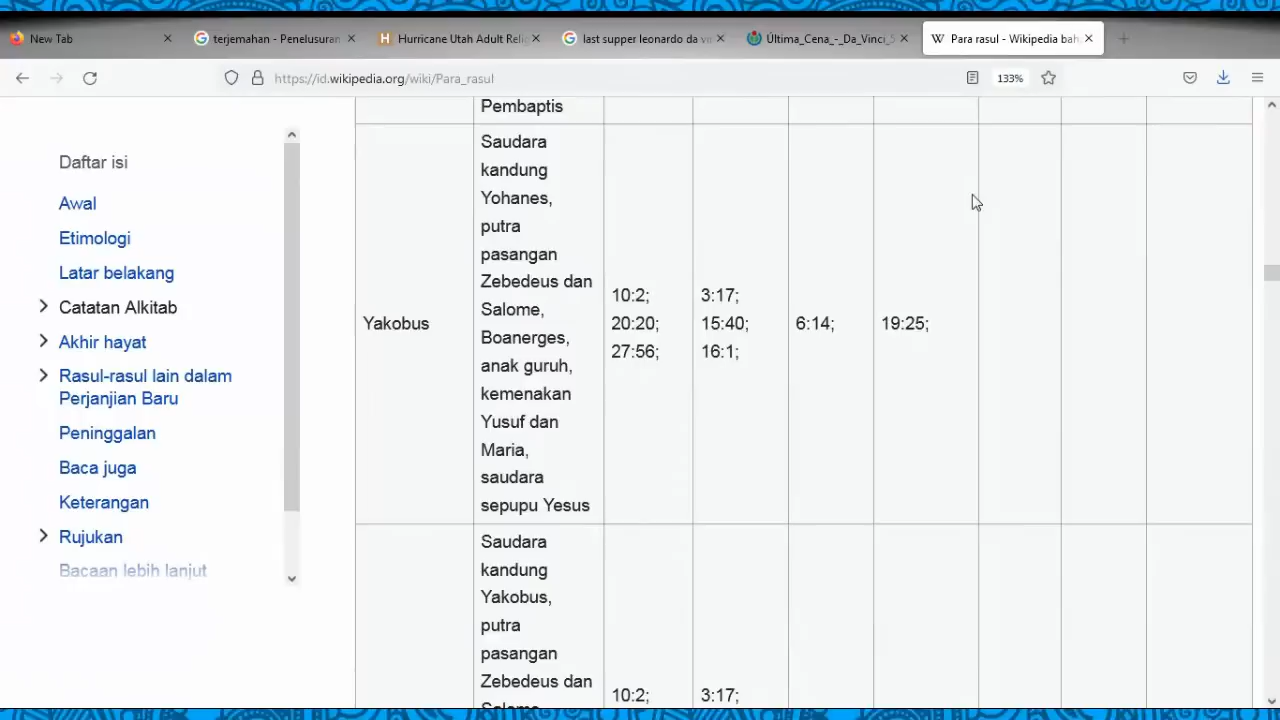 New Tab
terjemahan - Penelusuran
Hurricane Utah Adult Reli
last supper leonardo da vi
Última_Cena_-_Da_Vinci_5
Para rasul - Wikipedia bah
https://id.wikipedia.org/wiki/Para_rasul
133%
Daftar isi
Awal
Etimologi
Latar belakang
Catatan Alkitab
Akhir hayat
Rasul-rasul lain dalam
Perjanjian Baru
Peninggalan
Baca juga
Keterangan
Rujukan
Bacaan lebih lanjut
Pembaptis
Yakobus
Saudara
kandung
Yohanes,
putra
pasangan
Zebedeus dan
Salome,
Boanerges,
anak guruh,
kemenakan
Yusuf dan
Maria,
saudara
sepupu Yesus
10:2;
20:20;
27:56;
3:17;
15:40;
16:1;
6:14;
19:25;
Saudara
kandung
Yakobus,
putra
pasangan
Zebedeus dan
Salome
10:2;
3:17;